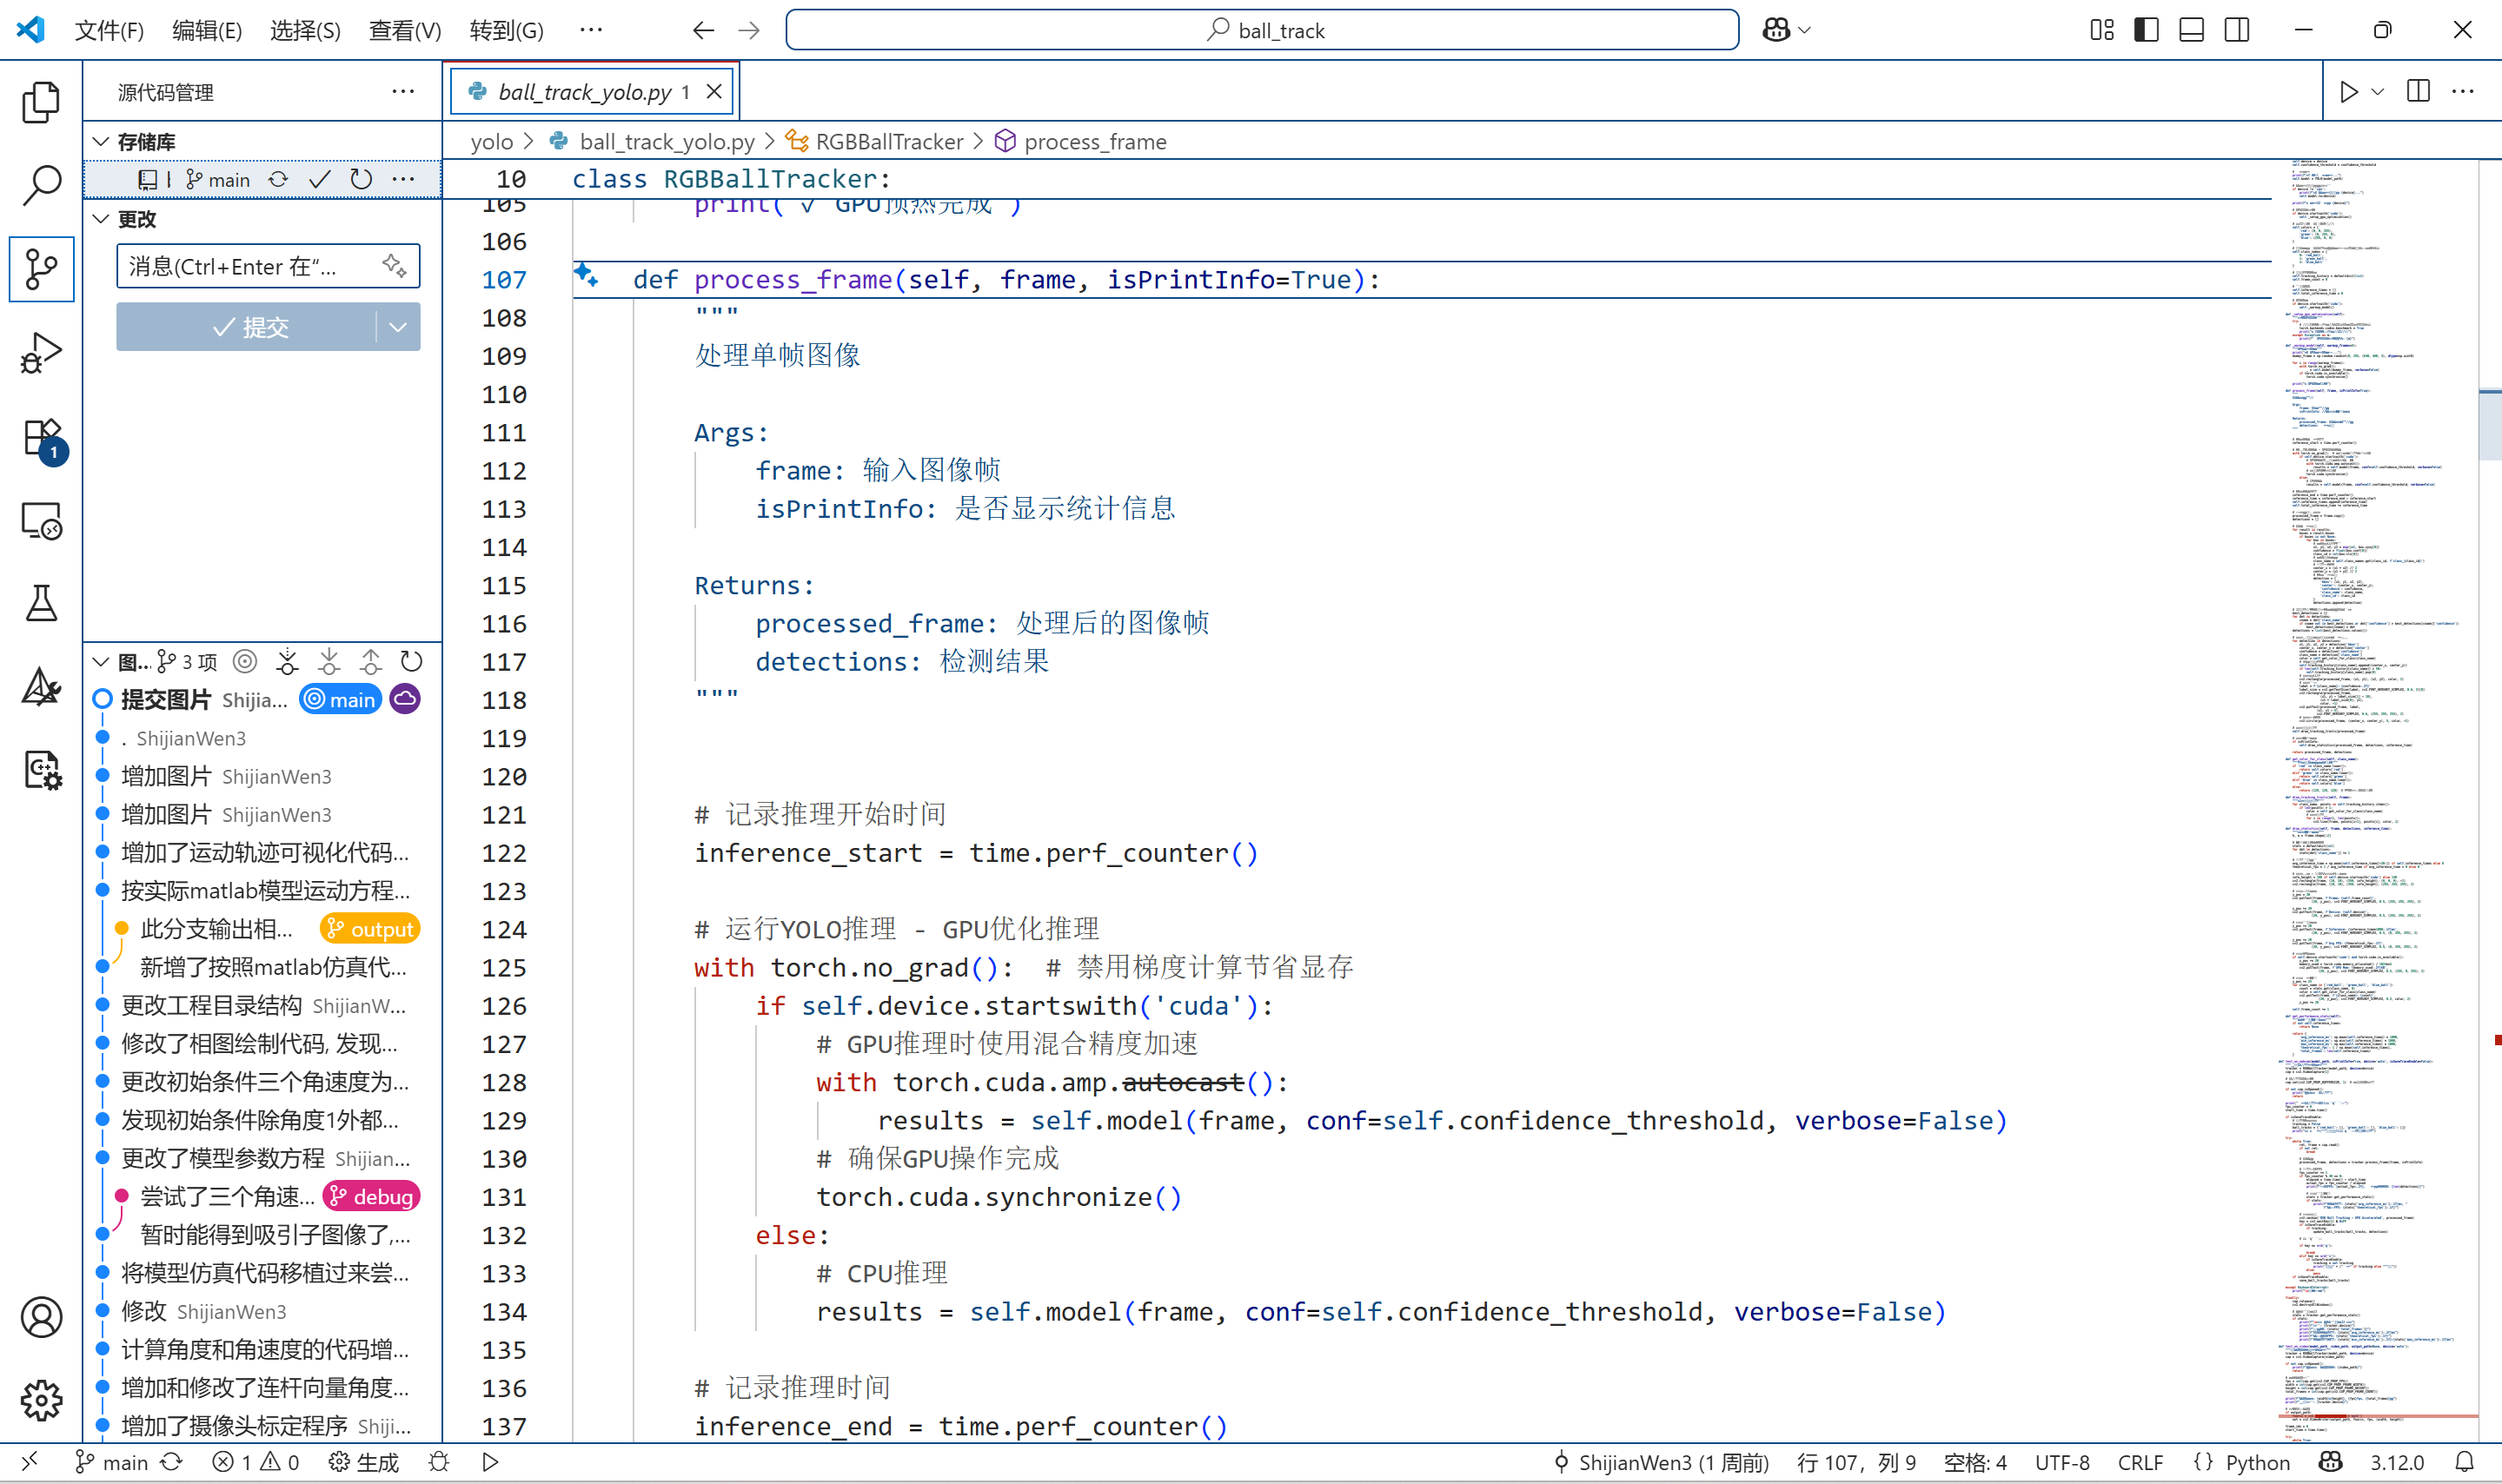 文件(F) 编辑(E) 选择(S) 查看(V) 转到(G) ··· ball_track
源代码管理 ···
存储库
main ···
更改
消息(Ctrl+Enter 在“...
提交
1
图... 3 项
提交图片 Shijia... main
. ShijianWen3
增加图片 ShijianWen3
增加图片 ShijianWen3
增加了运动轨迹可视化代码...
按实际matlab模型运动方程...
此分支输出相... output
新增了按照matlab仿真代...
更改工程目录结构 ShijianW...
修改了相图绘制代码, 发现...
更改初始条件三个角速度为...
发现初始条件除角度1外都...
更改了模型参数方程 Shijian...
尝试了三个角速... debug
暂时能得到吸引子图像了,...
将模型仿真代码移植过来尝...
修改 ShijianWen3
计算角度和角速度的代码增...
增加和修改了连杆向量角度...
增加了摄像头标定程序 Shiji...
ball_track_yolo.py 1
yolo > ball_track_yolo.py > RGBBallTracker > process_frame
10 class RGBBallTracker:
105 print( ✓ GPU预热完成 )
106
107 def process_frame(self, frame, isPrintInfo=True):
108 """
109 处理单帧图像
110
111 Args:
112 frame: 输入图像帧
113 isPrintInfo: 是否显示统计信息
114
115 Returns:
116 processed_frame: 处理后的图像帧
117 detections: 检测结果
118 """
119
120
121 # 记录推理开始时间
122 inference_start = time.perf_counter()
123
124 # 运行YOLO推理 - GPU优化推理
125 with torch.no_grad():  # 禁用梯度计算节省显存
126 if self.device.startswith('cuda'):
127 # GPU推理时使用混合精度加速
128 with torch.cuda.amp.autocast():
129 results = self.model(frame, conf=self.confidence_threshold, verbose=False)
130 # 确保GPU操作完成
131 torch.cuda.synchronize()
132 else:
133 # CPU推理
134 results = self.model(frame, conf=self.confidence_threshold, verbose=False)
135
136 # 记录推理时间
137 inference_end = time.perf_counter()
main 1 0 生成 ShijianWen3 (1 周前) 行 107，列 9 空格: 4 UTF-8 CRLF {} Python 3.12.0